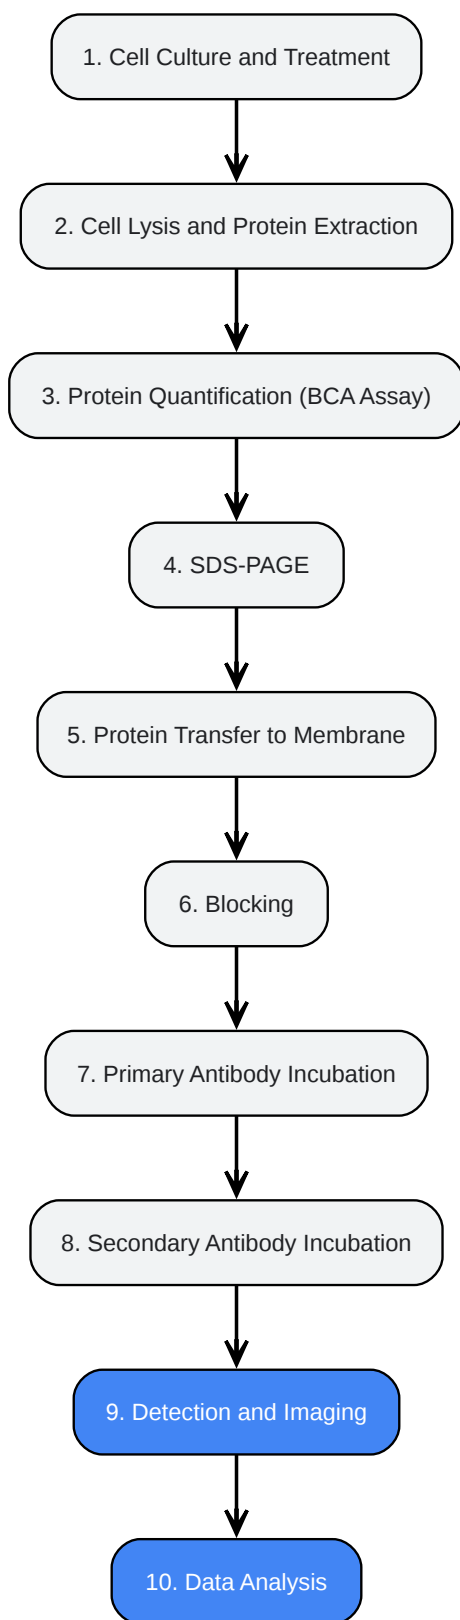 1. Cell Culture and Treatment
2. Cell Lysis and Protein Extraction
3. Protein Quantification (BCA Assay)
4. SDS-PAGE
5. Protein Transfer to Membrane
6. Blocking
7. Primary Antibody Incubation
8. Secondary Antibody Incubation
9. Detection and Imaging
10. Data Analysis